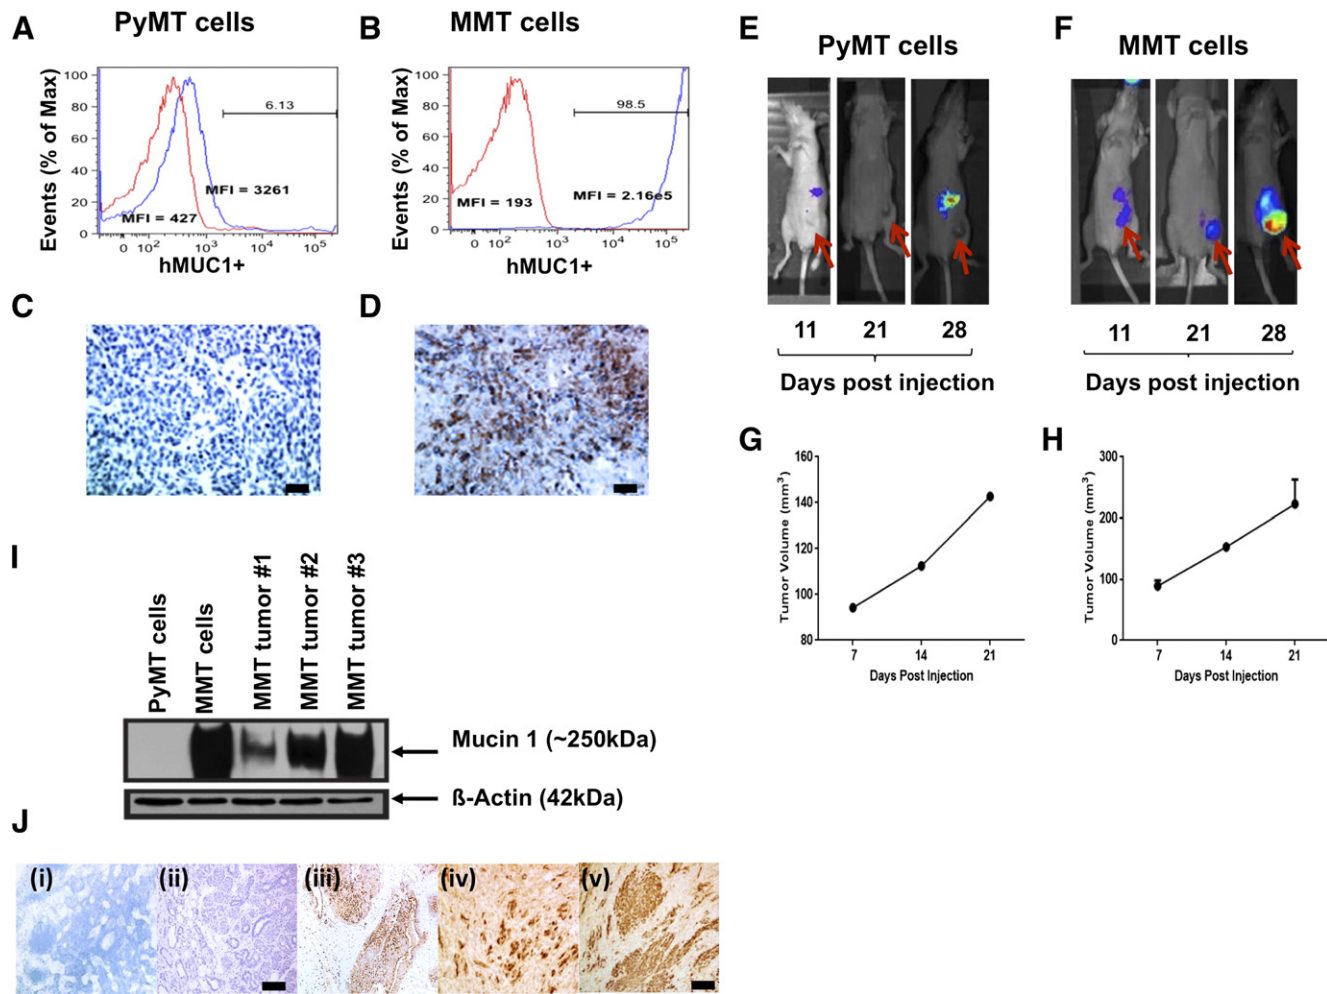 A PyMT cells
B MMT cells
Events (% of Max)
100
80
60
40
20
0
6.13
MFI = 3261
MFI = 427
0 10² 10³ 10⁴ 10⁵
hMUC1+
Events (% of Max)
100
80
60
40
20
0
98.5
MFI = 2.16e5
MFI = 193
0 10² 10³ 10⁴ 10⁵
hMUC1+
C
D
E
PyMT cells
11 21 28
Days post injection
F
MMT cells
11 21 28
Days post injection
G
Tumor Volume (mm³)
160
140
120
100
80
7 14 21
Days Post Injection
H
Tumor Volume (mm³)
300
200
100
0
7 14 21
Days Post Injection
I
PyMT cells
MMT cells
MMT tumor #1
MMT tumor #2
MMT tumor #3
Mucin 1 (~250kDa)
ß-Actin (42kDa)
J
(i) (ii) (iii) (iv) (v)